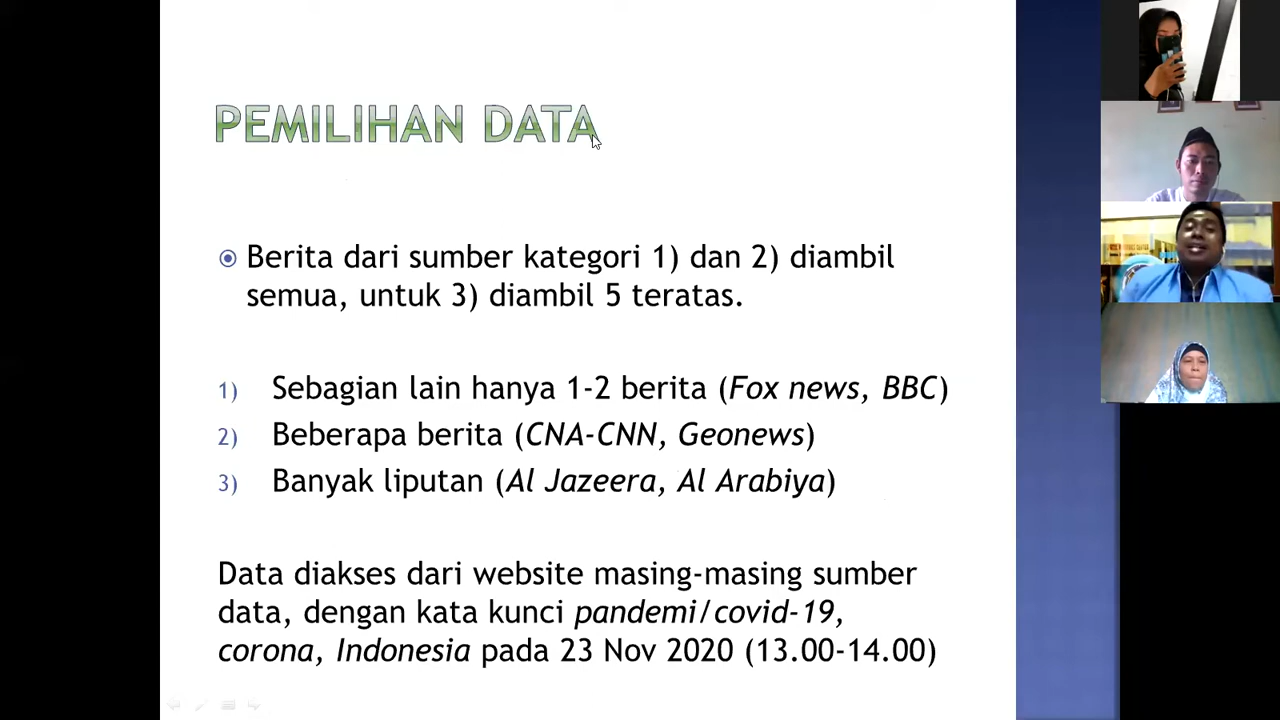 PEMILIHAN DATA
Berita dari sumber kategori 1) dan 2) diambil
semua, untuk 3) diambil 5 teratas.
1) Sebagian lain hanya 1-2 berita (Fox news, BBC)
2) Beberapa berita (CNA-CNN, Geonews)
3) Banyak liputan (Al Jazeera, Al Arabiya)
Data diakses dari website masing-masing sumber
data, dengan kata kunci pandemi/covid-19,
corona, Indonesia pada 23 Nov 2020 (13.00-14.00)